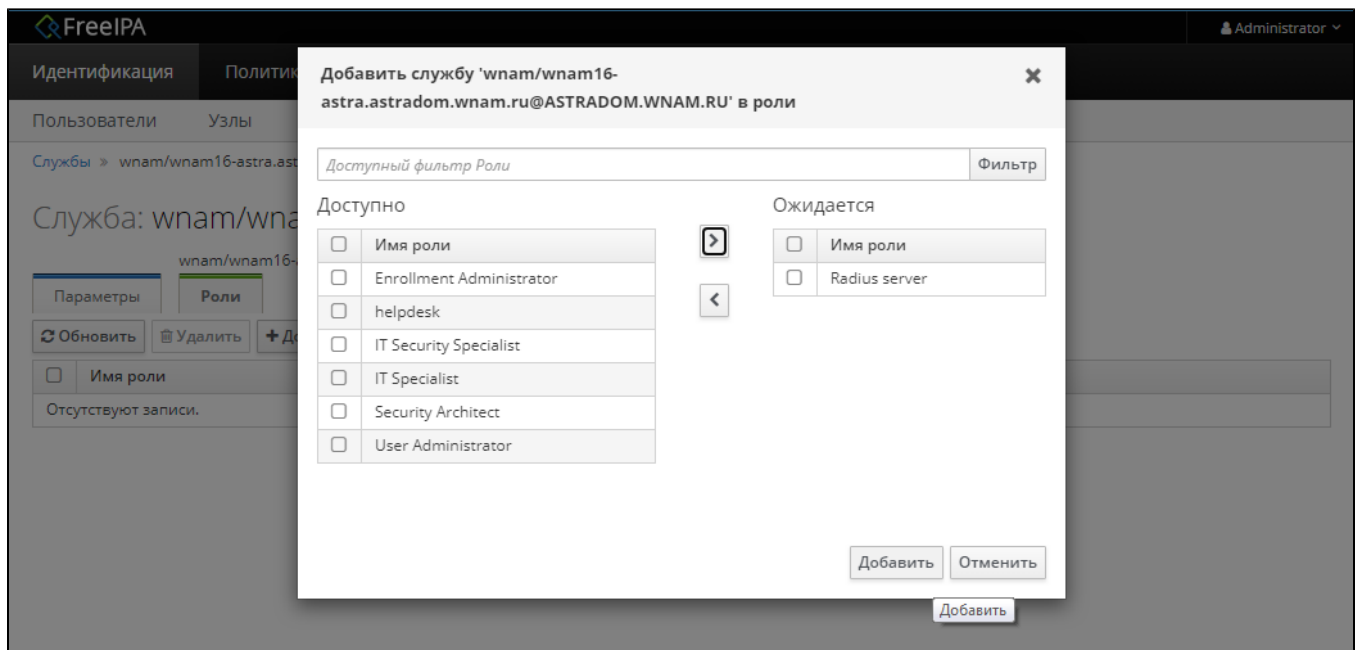 FreeIPA
Administrator
Идентификация Политик
Пользователи Узлы
Службы » wnam/wnam16-astra.ast
Служба: wnam/wna
wnam/wnam16-
Параметры Роли
Обновить Удалить
Имя роли
Отсутствуют записи.
Добавить службу 'wnam/wnam16-
astra.astradom.wnam.ru@ASTRADOM.WNAM.RU' в роли
Доступный фильтр Роли Фильтр
Доступно
Имя роли
Enrollment Administrator
helpdesk
IT Security Specialist
IT Specialist
Security Architect
User Administrator
Ожидается
Имя роли
Radius server
Добавить Отменить
Добавить